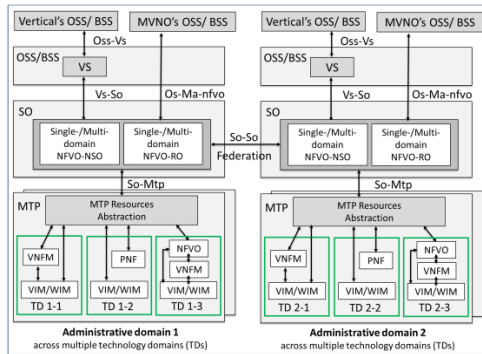 Vertical's OSS/ BSS
MVNO's OSS/ BSS
Oss-Vs
OSS/BSS
VS
Vs-So
Os-Ma-nfvo
SO
Single-/Multi-
domain
NFVO-NSO
Single-/Multi-
domain
NFVO-RO
So-Mtp
MTP
MTP Resources
Abstraction
VNFM
VIM/WIM
TD 1-1
PNF
VIM/WIM
TD 1-2
NFVO
VNFM
VIM/WIM
TD 1-3
Administrative domain 1
across multiple technology domains (TDs)
So-So
Federation
Vertical's OSS/ BSS
MVNO's OSS/ BSS
Oss-Vs
OSS/BSS
VS
Vs-So
Os-Ma-nfvo
SO
Single-/Multi-
domain
NFVO-NSO
Single-/Multi-
domain
NFVO-RO
So-Mtp
MTP
MTP Resources
Abstraction
VNFM
VIM/WIM
TD 2-1
PNF
VIM/WIM
TD 2-2
NFVO
VNFM
VIM/WIM
TD 2-3
Administrative domain 2
across multiple technology domains (TDs)